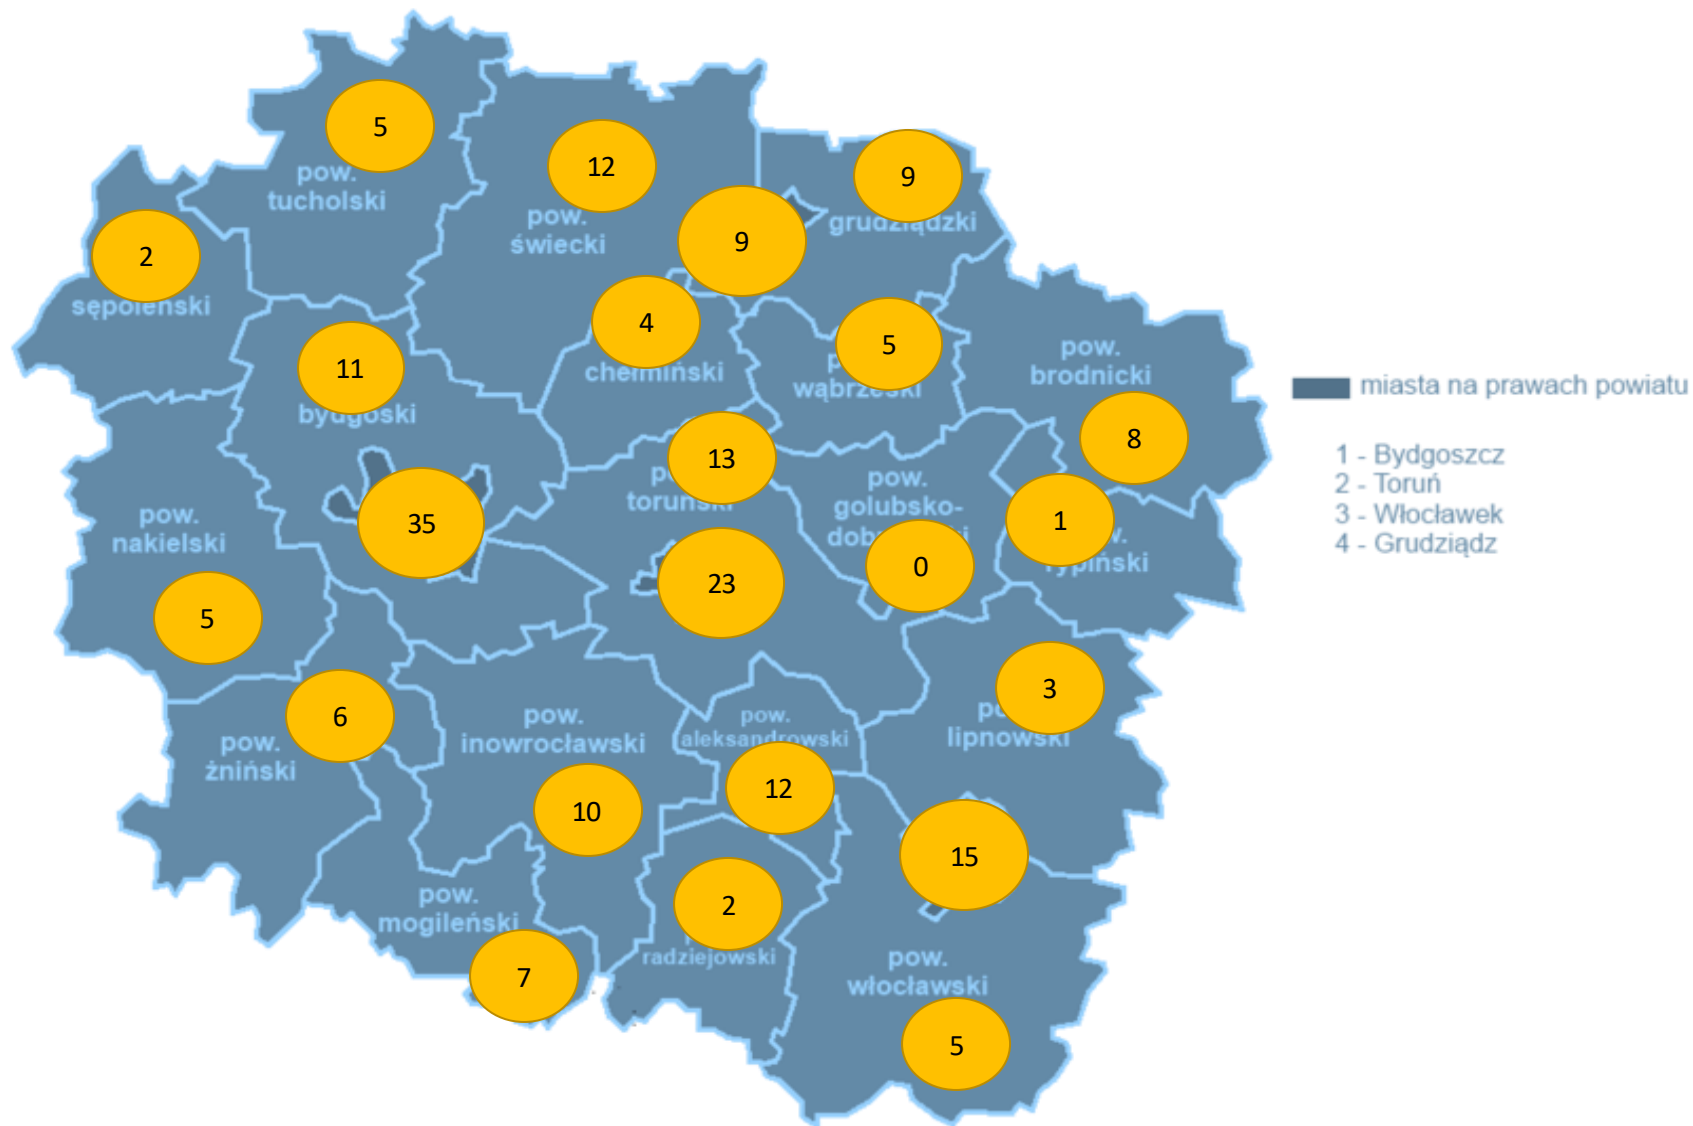 5
pow.
tucholski
12
pow.
świecki
9
grudziądzki
9
2
sępoleński
4
chełmiński
5
wąbrzeski
pow.
brodnicki
8
11
bydgoski
miasta na prawach powiatu
1 - Bydgoszcz
2 - Toruń
3 - Włocławek
4 - Grudziądz
13
toruński
pow.
golubsko-
35
pow.
nakielski
1
rypiński
0
23
5
3
lipnowski
6
pow.
żniński
pow.
inowrocławski
pow.
aleksandrowski
12
10
15
pow.
mogileński
2
radziejowski
7
pow.
włocławski
5